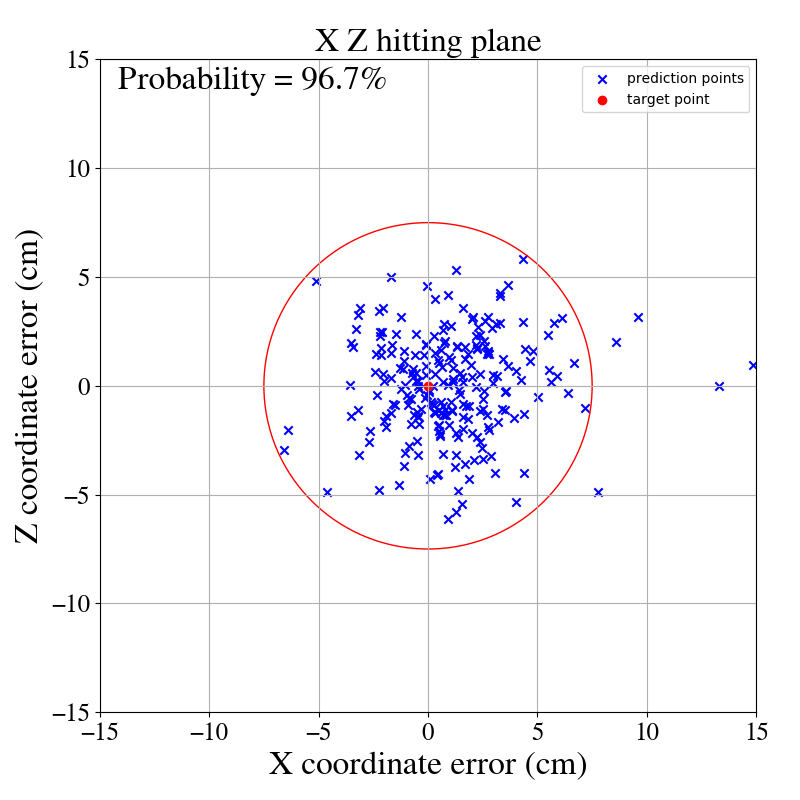 X Z hitting plane
Probability = 96.7%
prediction points
target point
15
10
5
0
−5
−10
−15
Z coordinate error (cm)
−15 −10 −5 0 5 10 15
X coordinate error (cm)